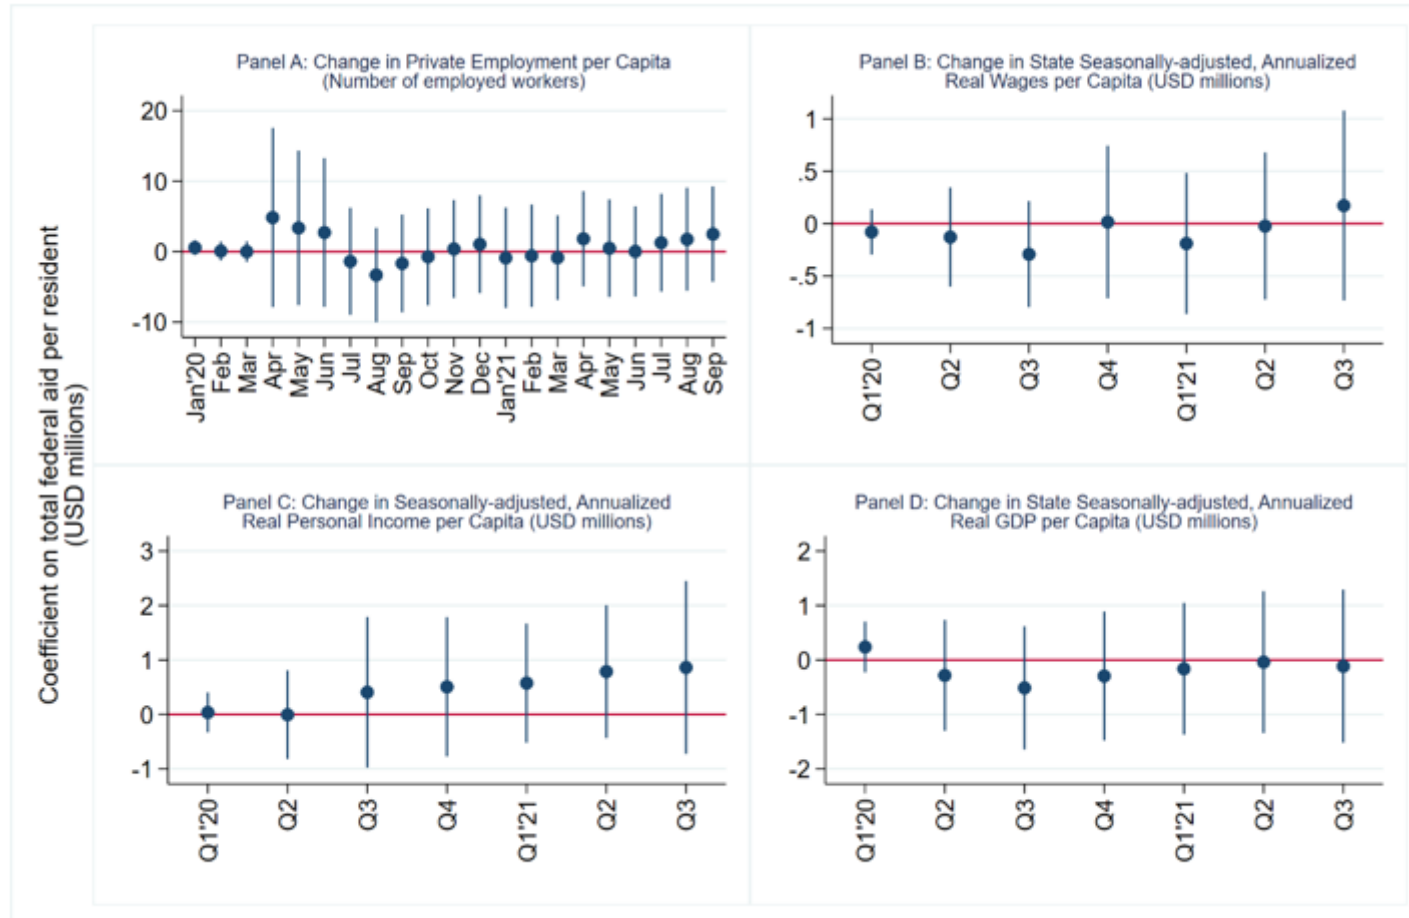 Coefficient on total federal aid per resident
(USD millions)
Panel A: Change in Private Employment per Capita
(Number of employed workers)
20
10
0
-10
Jan'20
Feb
Mar
Apr
May
Jun
Jul
Aug
Sep
Oct
Nov
Dec
Jan'21
Feb
Mar
Apr
May
Jun
Jul
Aug
Sep
Panel B: Change in State Seasonally-adjusted, Annualized
Real Wages per Capita (USD millions)
1
.5
0
-.5
-1
Q1'20
Q2
Q3
Q4
Q1'21
Q2
Q3
Panel C: Change in Seasonally-adjusted, Annualized
Real Personal Income per Capita (USD millions)
3
2
1
0
-1
Q1'20
Q2
Q3
Q4
Q1'21
Q2
Q3
Panel D: Change in State Seasonally-adjusted, Annualized
Real GDP per Capita (USD millions)
2
1
0
-1
-2
Q1'20
Q2
Q3
Q4
Q1'21
Q2
Q3